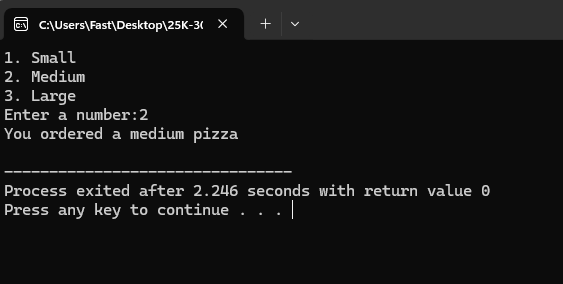 C:\Users\Fast\Desktop\25K-30
1. Small
2. Medium
3. Large
Enter a number:2
You ordered a medium pizza
--------------------------------
Process exited after 2.246 seconds with return value 0
Press any key to continue . . .